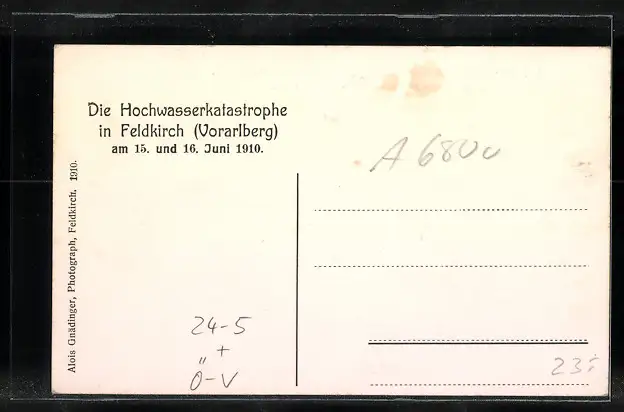 Die Hochwasserkatastrophe
in Feldkirch (Vorarlberg)
am 15. und 16. Juni 1910.
A 6800
Alois Gnädinger, Photograph, Feldkirch. 1910.
24-5
„ +
Ö-V
23,-